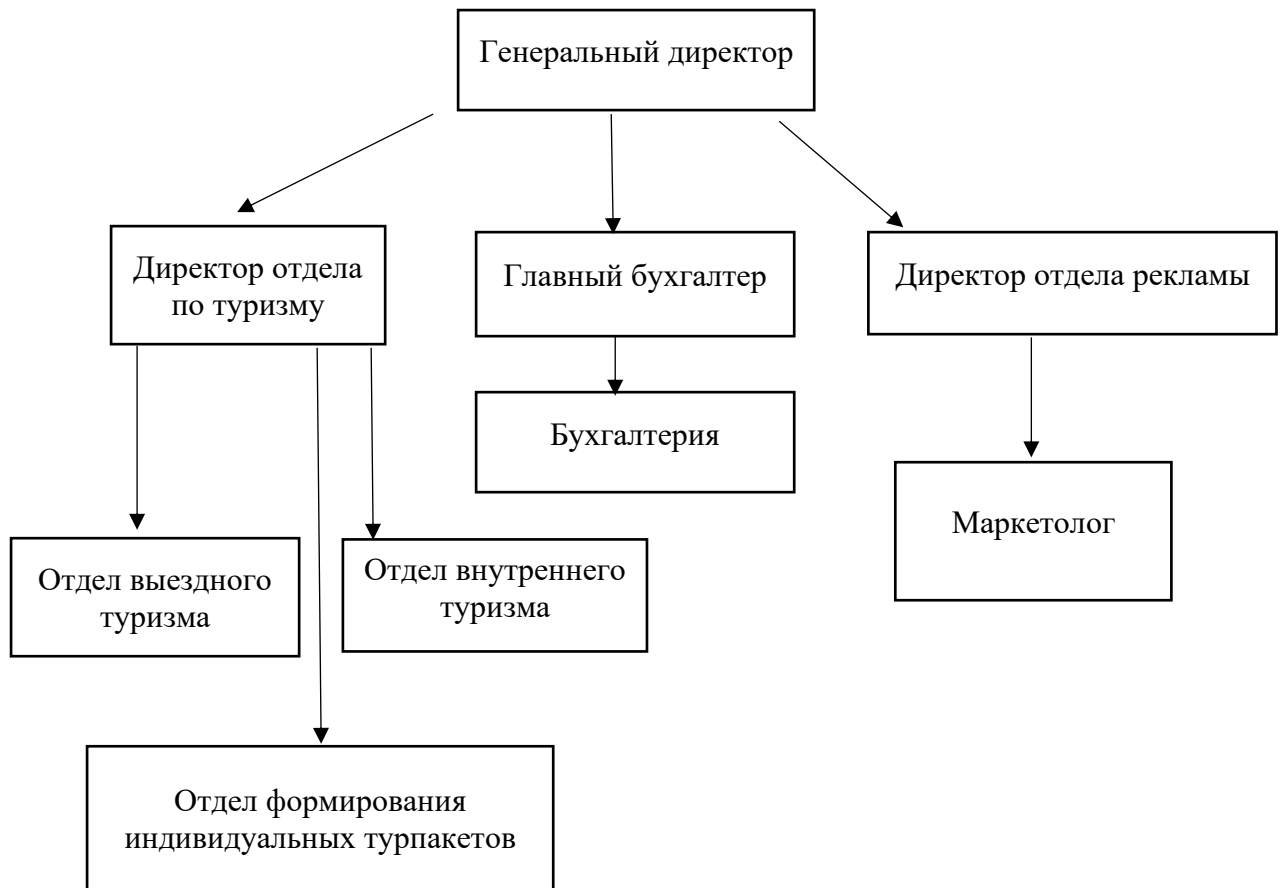 Генеральный директор
Директор отдела
по туризму
Главный бухгалтер
Директор отдела рекламы
Бухгалтерия
Маркетолог
Отдел выездного
туризма
Отдел внутреннего
туризма
Отдел формирования
индивидуальных турпакетов